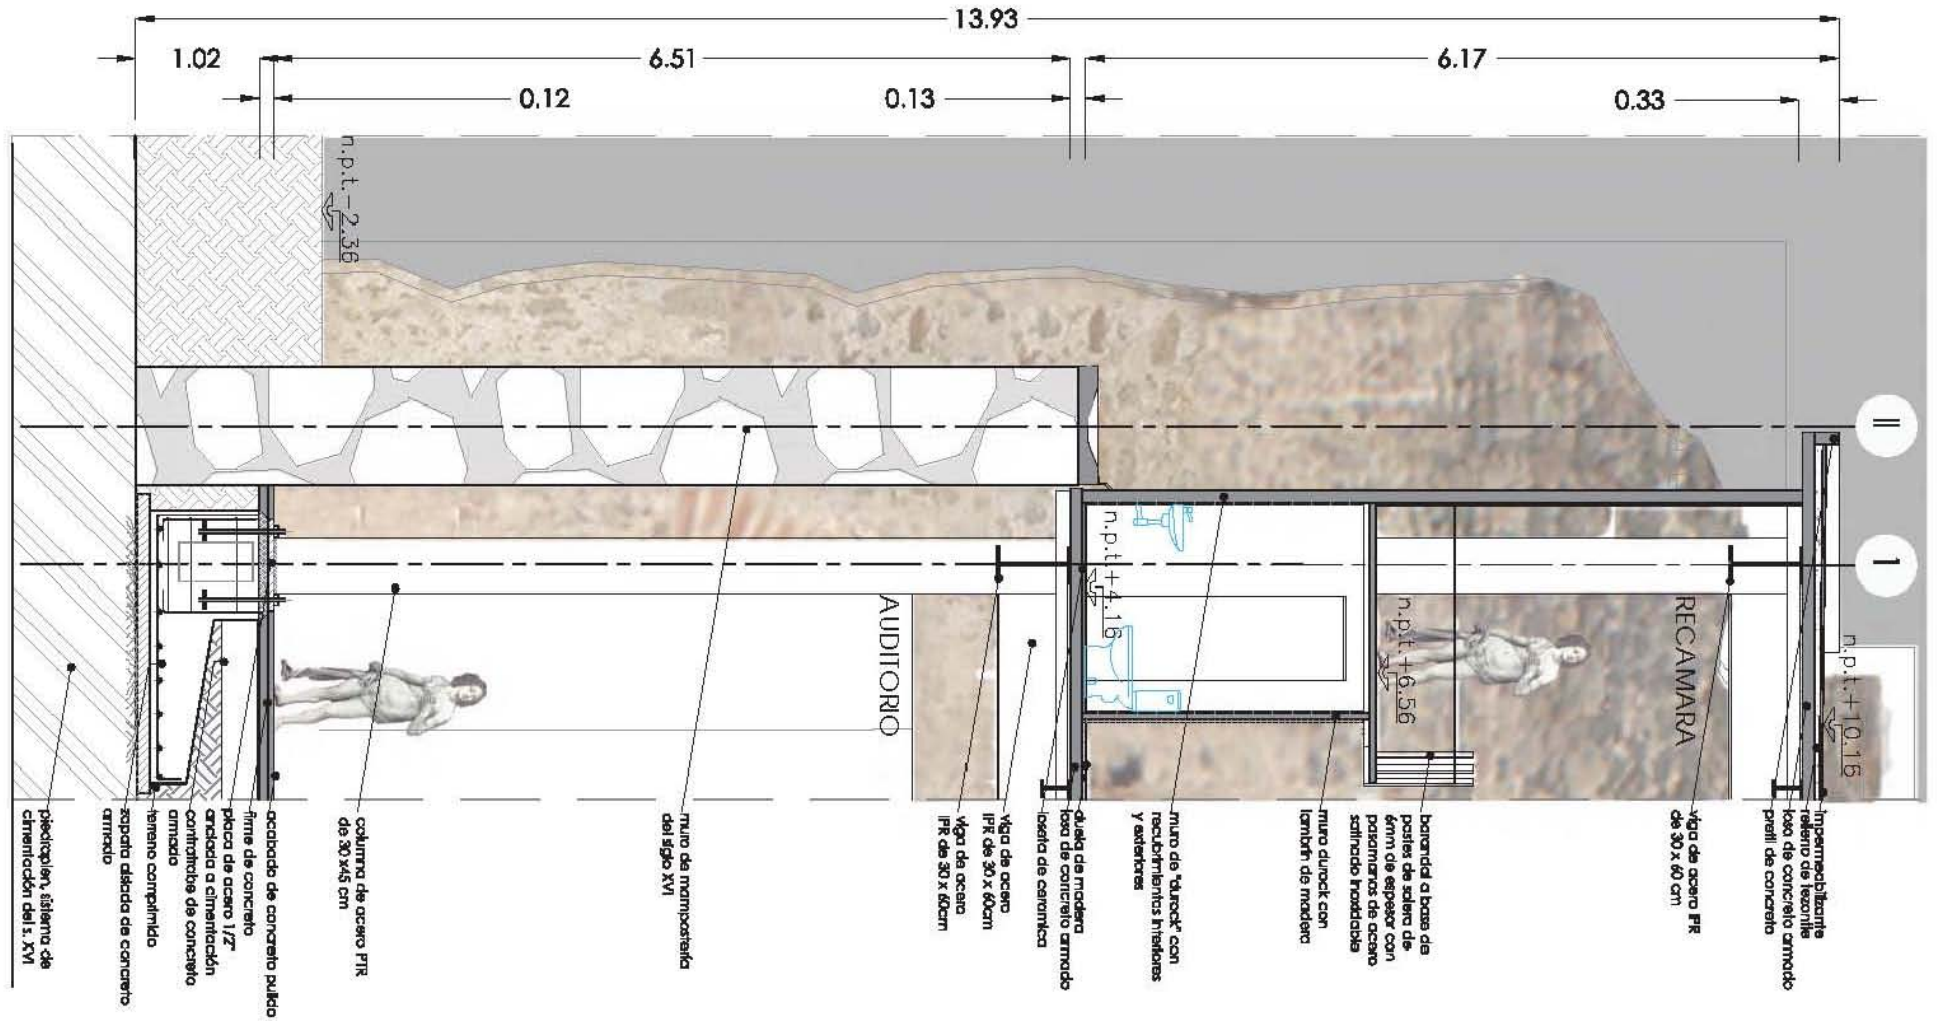 13.93
1.02
6.51
6.17
0.12
0.13
0.33
n.p.t.-2.36
II
1
n.p.t.+4.16
n.p.t.+6.56
n.p.t.+10.16
AUDITORIO
RECAMARA
impermeabilizante
relleno de tezontle
losa de concreto armado
pretil de concreto
viga de acero IPR
de 30 x 60 cm
barandal a base de
postes de solera de
6mm de espesor con
pasamanos de acero
satinado inoxidable
muro durock con
lambrín de madera
muro de "durock" con
recubrimientos interiores
y exteriores
duela de madera
losa de concreto armado
loseta de ceramica
viga de acero
IPR de 30 x 60cm
viga de acero
IPR de 30 x 60cm
muro de mampostería
del siglo XVI
columna de acero PTR
de 30 x45 cm
acabado de concreto pulido
firme de concreto
placa de acero 1/2"
anclada a cimentación
contratrabe de concreto
armado
terreno comprimido
zapata aislada de concreto
armado
piedraplen, sistema de
cimentación del s. XVI